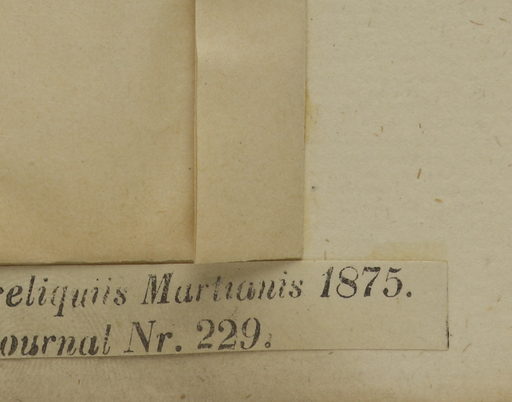 reliquiis Martianis 1875.
ournal Nr. 229.